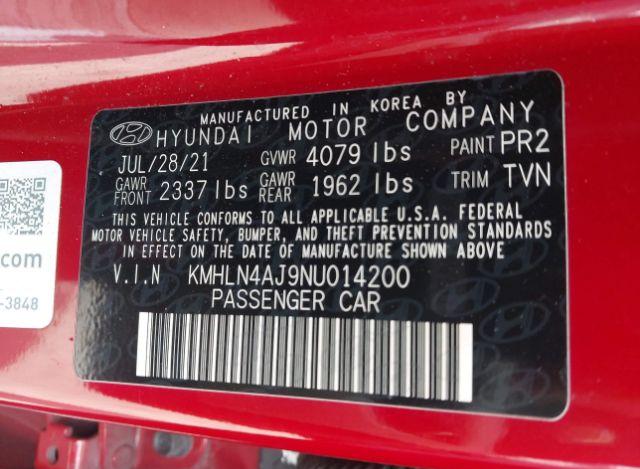 MANUFACTURED IN KOREA BY
HYUNDAI MOTOR COMPANY
JUL/28/21 GVWR 4079 lbs PAINT PR2
GAWR FRONT 2337 lbs GAWR REAR 1962 lbs TRIM TVN
THIS VEHICLE CONFORMS TO ALL APPLICABLE U.S.A. FEDERAL
MOTOR VEHICLE SAFETY, BUMPER, AND THEFT PREVENTION STANDARDS
IN EFFECT ON THE DATE OF MANUFACTURE SHOWN ABOVE
V.I.N KMHLN4AJ9NU014200
PASSENGER CAR
s.com
-3848